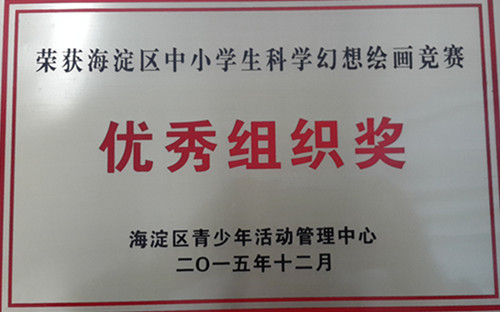 荣获海淀区中小学生科学幻想绘画竞赛
优秀组织奖
海淀区青少年活动管理中心
二〇一五年十二月